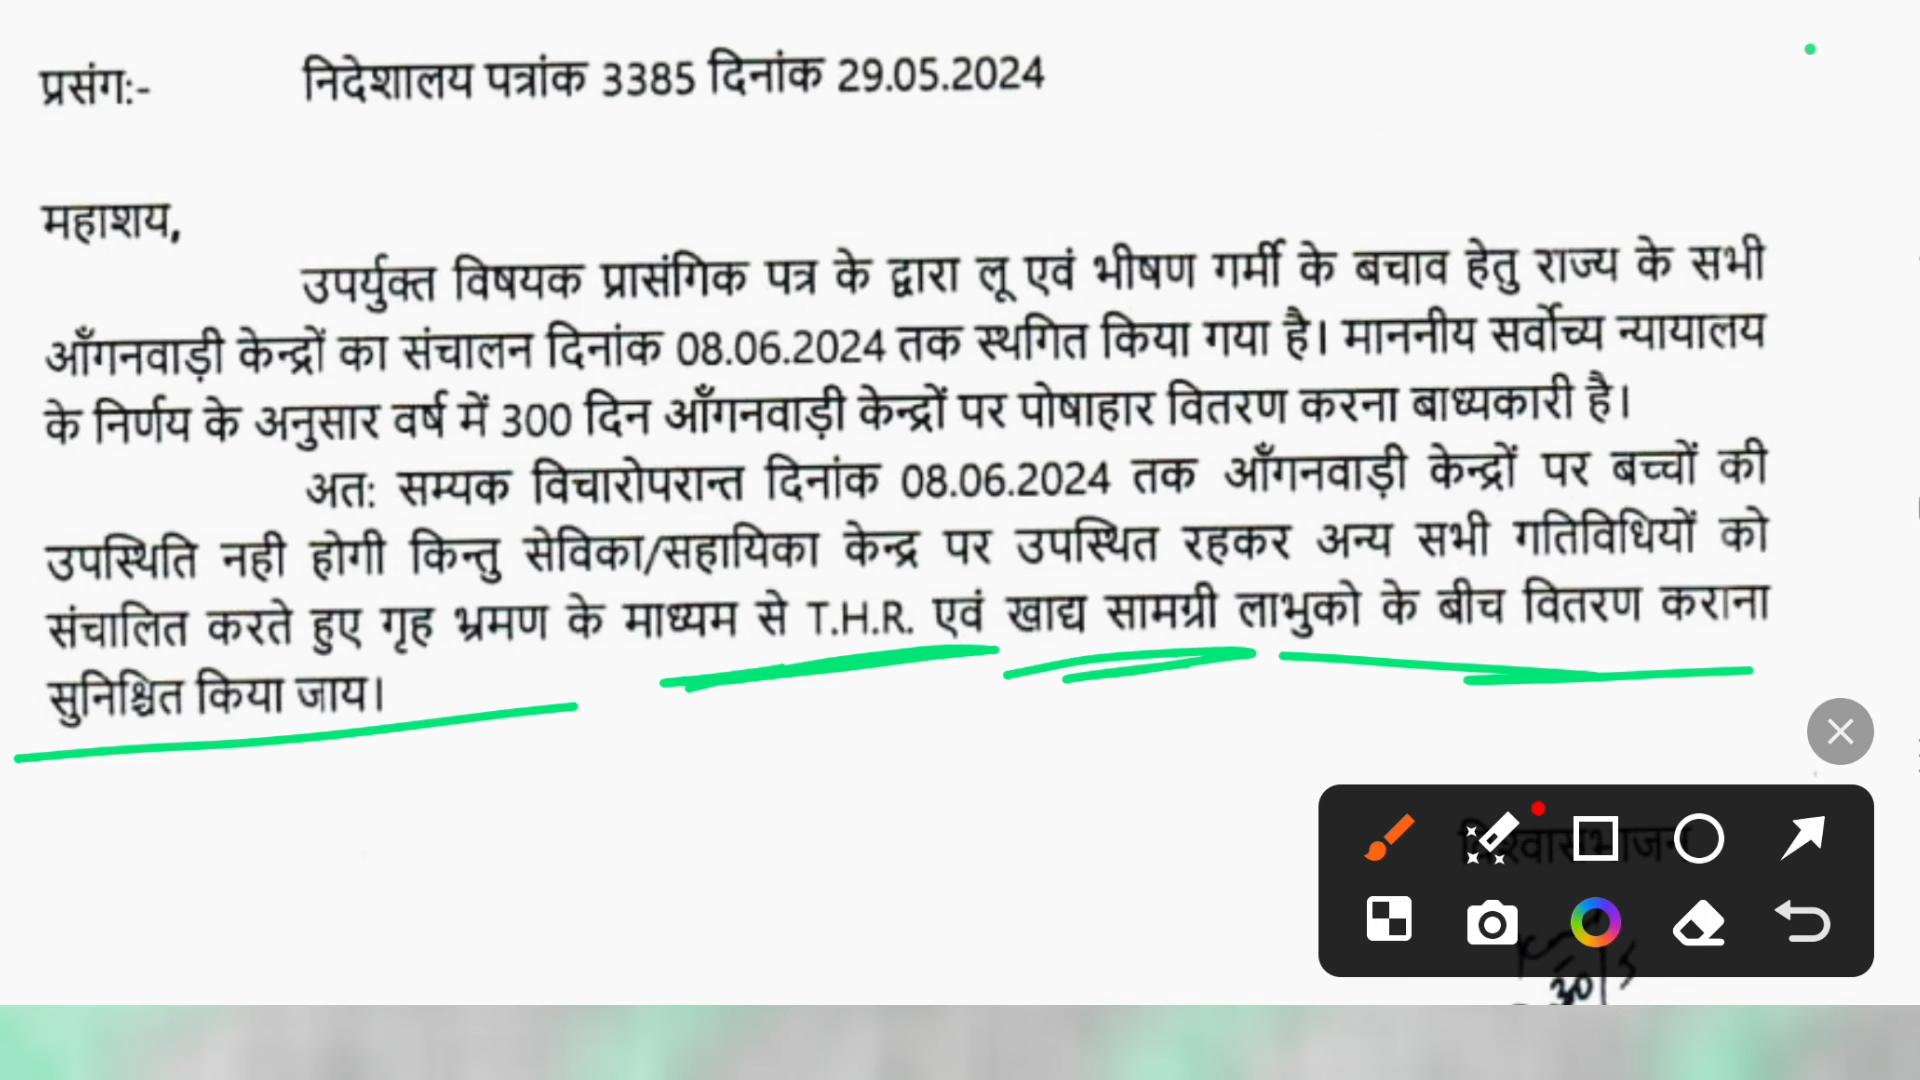 प्रसंग:- निदेशालय पत्रांक 3385 दिनांक 29.05.2024
महाशय,
उपर्युक्त विषयक प्रासंगिक पत्र के द्वारा लू एवं भीषण गर्मी के बचाव हेतु राज्य के सभी
आँगनवाड़ी केन्द्रों का संचालन दिनांक 08.06.2024 तक स्थगित किया गया है। माननीय सर्वोच्य न्यायालय
के निर्णय के अनुसार वर्ष में 300 दिन आँगनवाड़ी केन्द्रों पर पोषाहार वितरण करना बाध्यकारी है।
अत: सम्यक विचारोपरान्त दिनांक 08.06.2024 तक आँगनवाड़ी केन्द्रों पर बच्चों की
उपस्थिति नही होगी किन्तु सेविका/सहायिका केन्द्र पर उपस्थित रहकर अन्य सभी गतिविधियों को
संचालित करते हुए गृह भ्रमण के माध्यम से T.H.R. एवं खाद्य सामग्री लाभुको के बीच वितरण कराना
सुनिश्चित किया जाय।
विश्वासभाजन